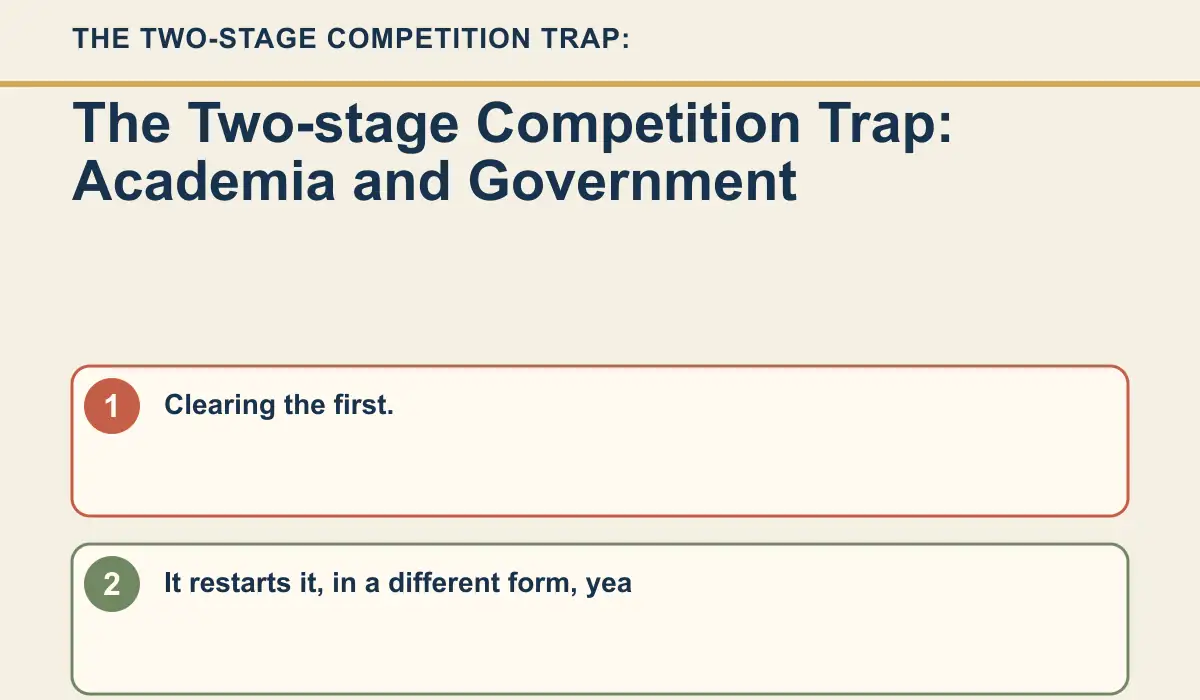 THE TWO-STAGE COMPETITION TRAP:
The Two-stage Competition Trap:
Academia and Government
1 Clearing the first.
2 It restarts it, in a different form, yea